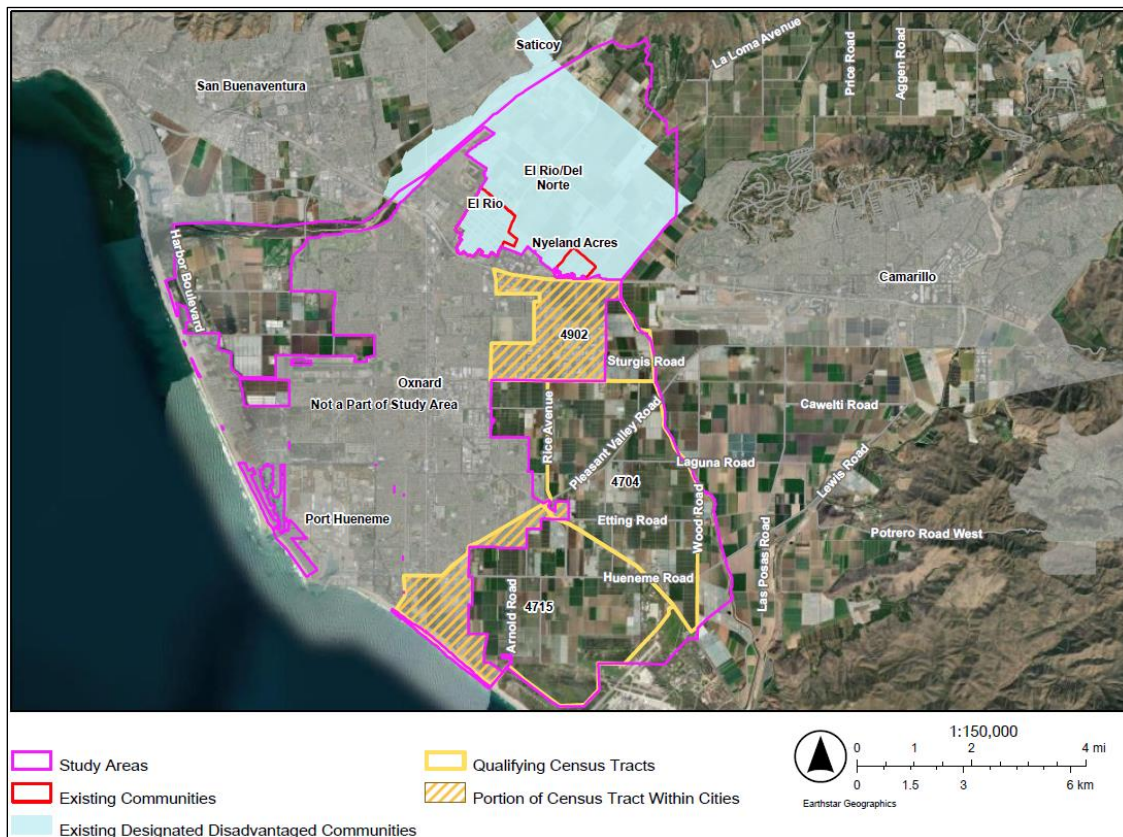 Saticoy
La Loma Avenue
Price Road
Aggen Road
San Buenaventura
El Rio/Del
Norte
El Rio
Nyeland Acres
Harbor Boulevard
Camarillo
4902
Sturgis Road
Oxnard
Not a Part of Study Area
Rice Avenue
Pleasant Valley Road
Cawelti Road
Laguna Road
Lewis Road
4704
Wood Road
Port Hueneme
Etting Road
Las Posas Road
Potrero Road West
Hueneme Road
Arnold Road
4715
Study Areas
Existing Communities
Existing Designated Disadvantaged Communities
Qualifying Census Tracts
Portion of Census Tract Within Cities
Earthstar Geographics
1:150,000
0 1 2 4 mi
0 1.5 3 6 km